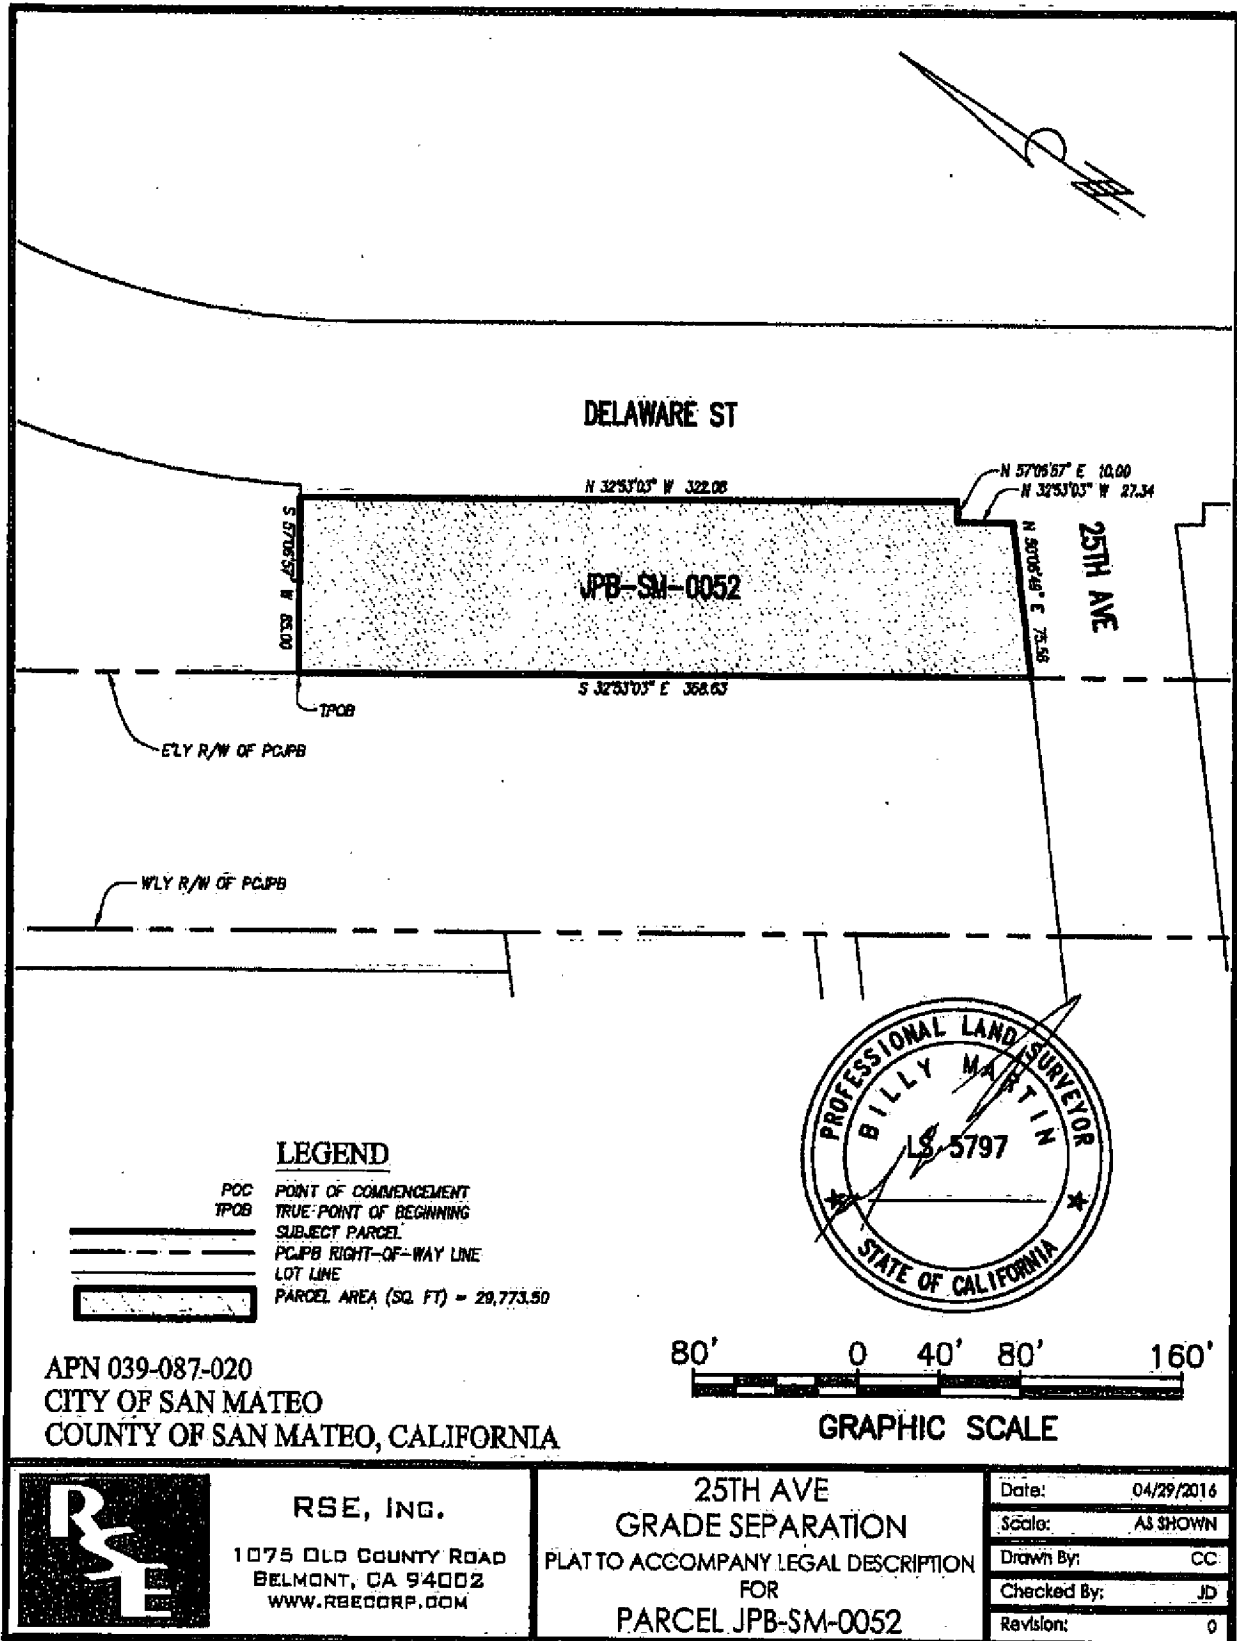 DELAWARE ST
N 57°06'57" E 10.00
N 32°53'03" W 322.08
N 32°53'03" W 27.34
S 57°06'57" W 85.00
JPB-SM-0052
N 50°06'49" E 75.58
25TH AVE
S 32°53'03" E 368.63
TPOB
E'LY R/W OF PCJPB
W'LY R/W OF PCJPB
PROFESSIONAL LAND SURVEYOR
BILLY MARTIN
LS 5797
STATE OF CALIFORNIA
LEGEND
POC POINT OF COMMENCEMENT
TPOB TRUE POINT OF BEGINNING
SUBJECT PARCEL
PCJPB RIGHT-OF-WAY LINE
LOT LINE
PARCEL AREA (SQ. FT) = 29,773.50
APN 039-087-020
CITY OF SAN MATEO
COUNTY OF SAN MATEO, CALIFORNIA
80' 0 40' 80' 160'
GRAPHIC SCALE
RSE
RSE, INC.
1075 OLD COUNTY ROAD
BELMONT, CA 94002
WWW.RSECORP.COM
25TH AVE
GRADE SEPARATION
PLAT TO ACCOMPANY LEGAL DESCRIPTION
FOR
PARCEL JPB-SM-0052
Date: 04/29/2016
Scale: AS SHOWN
Drawn By: CC
Checked By: JD
Revision: 0